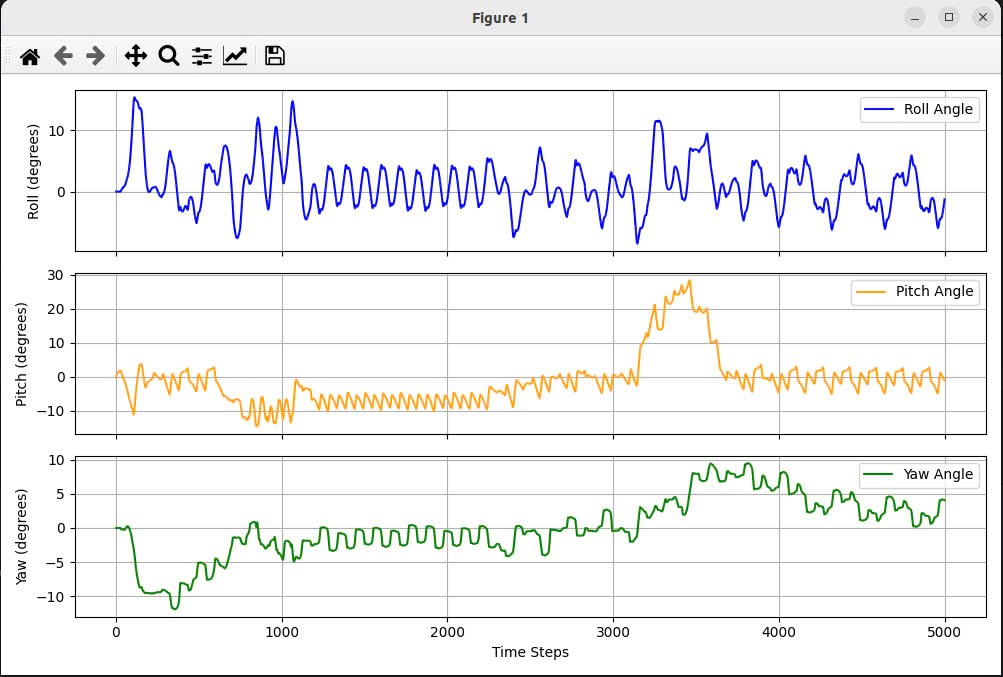 Figure 1
Roll (degrees)
10
0
Roll Angle
Pitch (degrees)
30
20
10
0
−10
Pitch Angle
Yaw (degrees)
10
5
0
−5
−10
Yaw Angle
0 1000 2000 3000 4000 5000
Time Steps